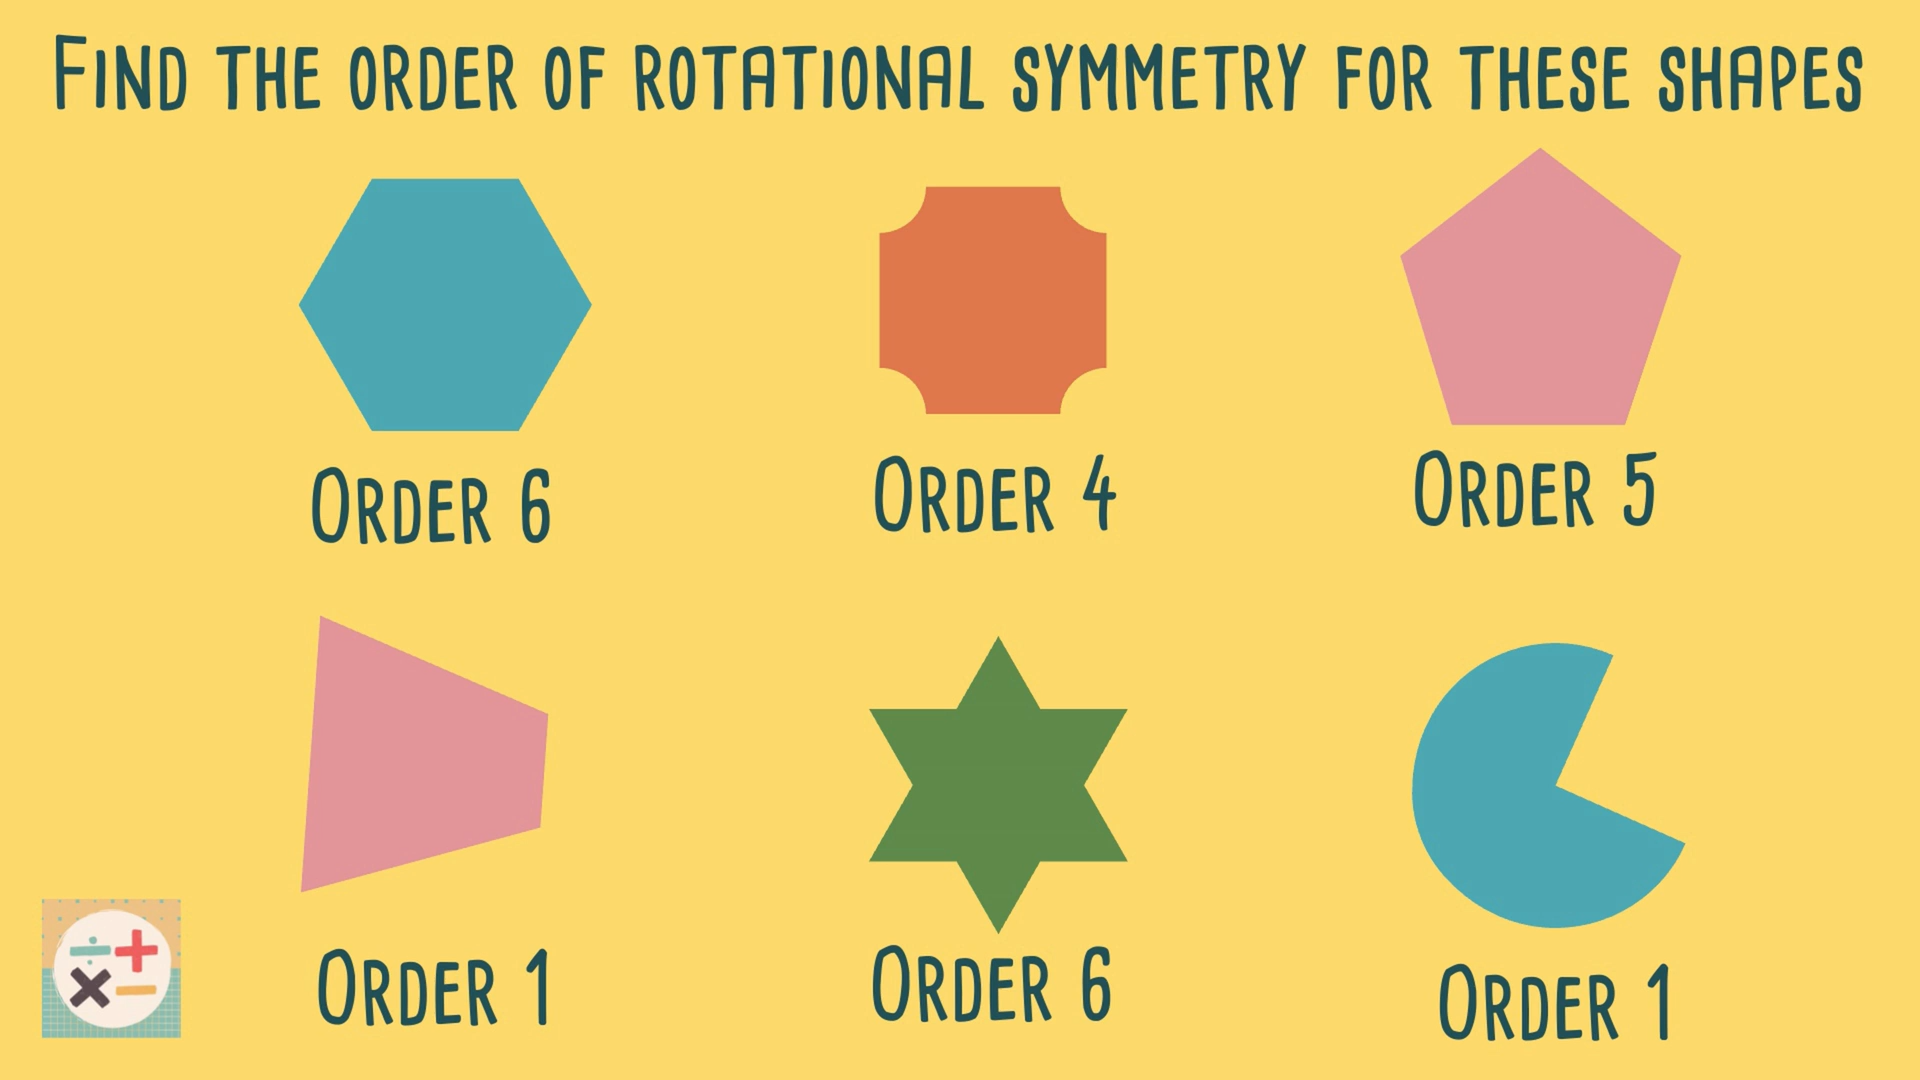 Find the order of rotational symmetry for these shapes
Order 6
Order 4
Order 5
Order 1
Order 6
Order 1